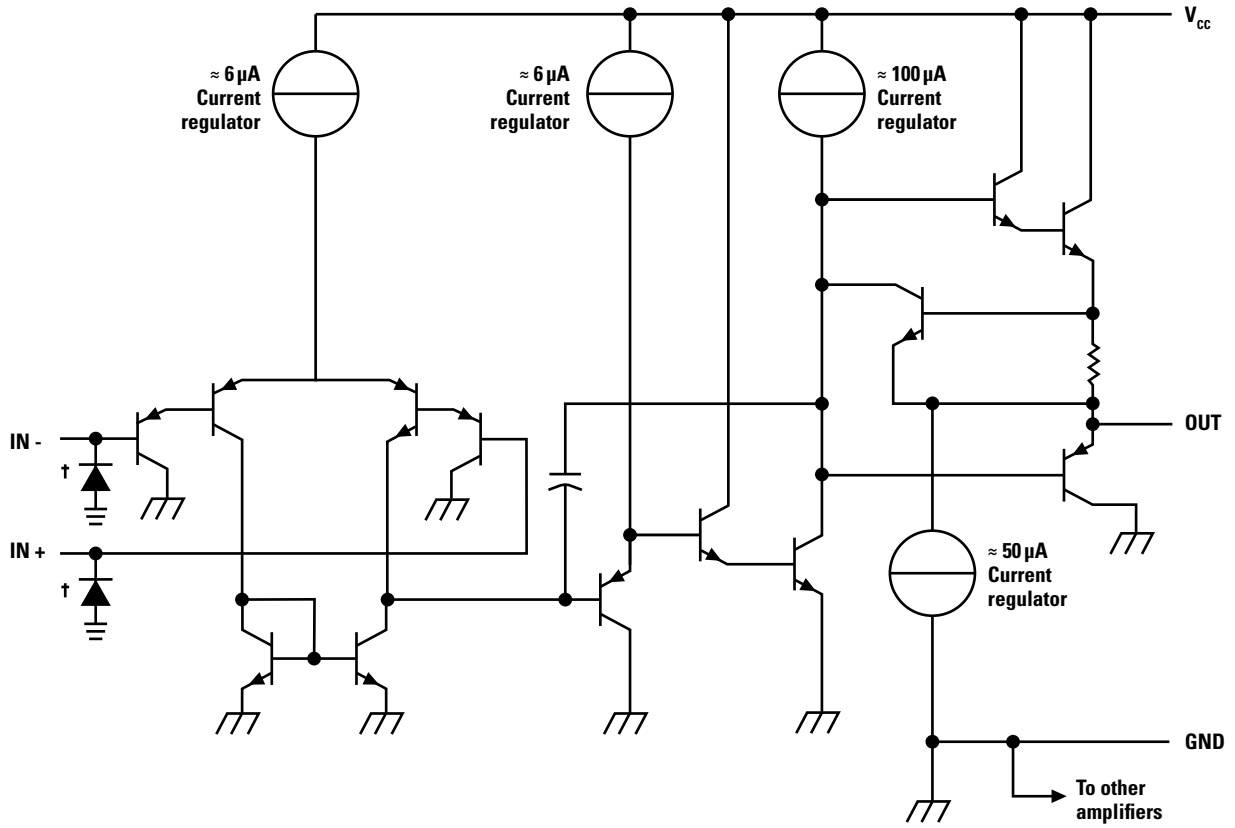 V_cc
≈ 6 µA
Current
regulator
≈ 6 µA
Current
regulator
≈ 100 µA
Current
regulator
IN -
†
OUT
IN +
†
≈ 50 µA
Current
regulator
GND
To other
amplifiers